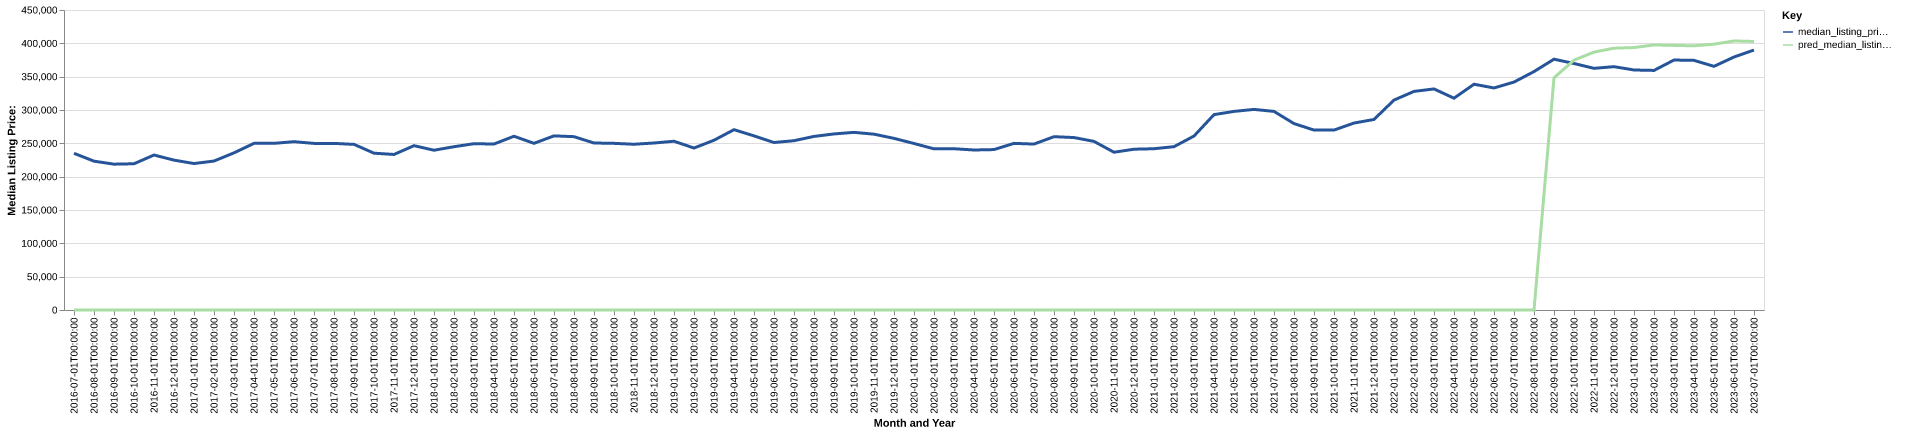 450,000
400,000
350,000
300,000
250,000
200,000
150,000
100,000
50,000
0
Median Listing Price:
2016-07-01T00:00:00
2016-08-01T00:00:00
2016-09-01T00:00:00
2016-10-01T00:00:00
2016-11-01T00:00:00
2016-12-01T00:00:00
2017-01-01T00:00:00
2017-02-01T00:00:00
2017-03-01T00:00:00
2017-04-01T00:00:00
2017-05-01T00:00:00
2017-06-01T00:00:00
2017-07-01T00:00:00
2017-08-01T00:00:00
2017-09-01T00:00:00
2017-10-01T00:00:00
2017-11-01T00:00:00
2017-12-01T00:00:00
2018-01-01T00:00:00
2018-02-01T00:00:00
2018-03-01T00:00:00
2018-04-01T00:00:00
2018-05-01T00:00:00
2018-06-01T00:00:00
2018-07-01T00:00:00
2018-08-01T00:00:00
2018-09-01T00:00:00
2018-10-01T00:00:00
2018-11-01T00:00:00
2018-12-01T00:00:00
2019-01-01T00:00:00
2019-02-01T00:00:00
2019-03-01T00:00:00
2019-04-01T00:00:00
2019-05-01T00:00:00
2019-06-01T00:00:00
2019-07-01T00:00:00
2019-08-01T00:00:00
2019-09-01T00:00:00
2019-10-01T00:00:00
2019-11-01T00:00:00
2019-12-01T00:00:00
2020-01-01T00:00:00
2020-02-01T00:00:00
2020-03-01T00:00:00
2020-04-01T00:00:00
2020-05-01T00:00:00
2020-06-01T00:00:00
2020-07-01T00:00:00
2020-08-01T00:00:00
2020-09-01T00:00:00
2020-10-01T00:00:00
2020-11-01T00:00:00
2020-12-01T00:00:00
2021-01-01T00:00:00
2021-02-01T00:00:00
2021-03-01T00:00:00
2021-04-01T00:00:00
2021-05-01T00:00:00
2021-06-01T00:00:00
2021-07-01T00:00:00
2021-08-01T00:00:00
2021-09-01T00:00:00
2021-10-01T00:00:00
2021-11-01T00:00:00
2021-12-01T00:00:00
2022-01-01T00:00:00
2022-02-01T00:00:00
2022-03-01T00:00:00
2022-04-01T00:00:00
2022-05-01T00:00:00
2022-06-01T00:00:00
2022-07-01T00:00:00
2022-08-01T00:00:00
2022-09-01T00:00:00
2022-10-01T00:00:00
2022-11-01T00:00:00
2022-12-01T00:00:00
2023-01-01T00:00:00
2023-02-01T00:00:00
2023-03-01T00:00:00
2023-04-01T00:00:00
2023-05-01T00:00:00
2023-06-01T00:00:00
2023-07-01T00:00:00
Month and Year
Key
median_listing_pri…
pred_median_listin…